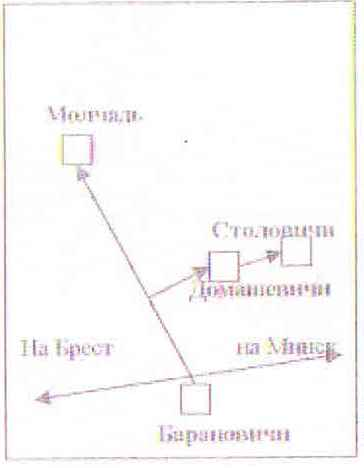 Молчадь
Столовичи
Домашевичи
На Брест
на Минск
Барановичи